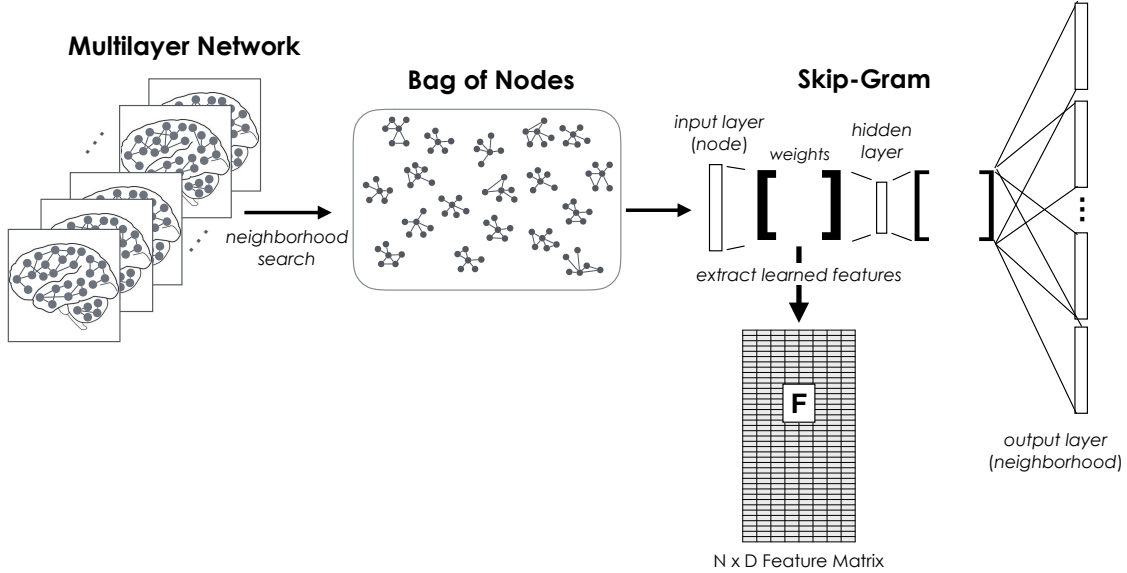 Multilayer Network
neighborhood
search
Bag of Nodes
Skip-Gram
input layer
(node)
weights
hidden
layer
extract learned features
F
N x D Feature Matrix
output layer
(neighborhood)